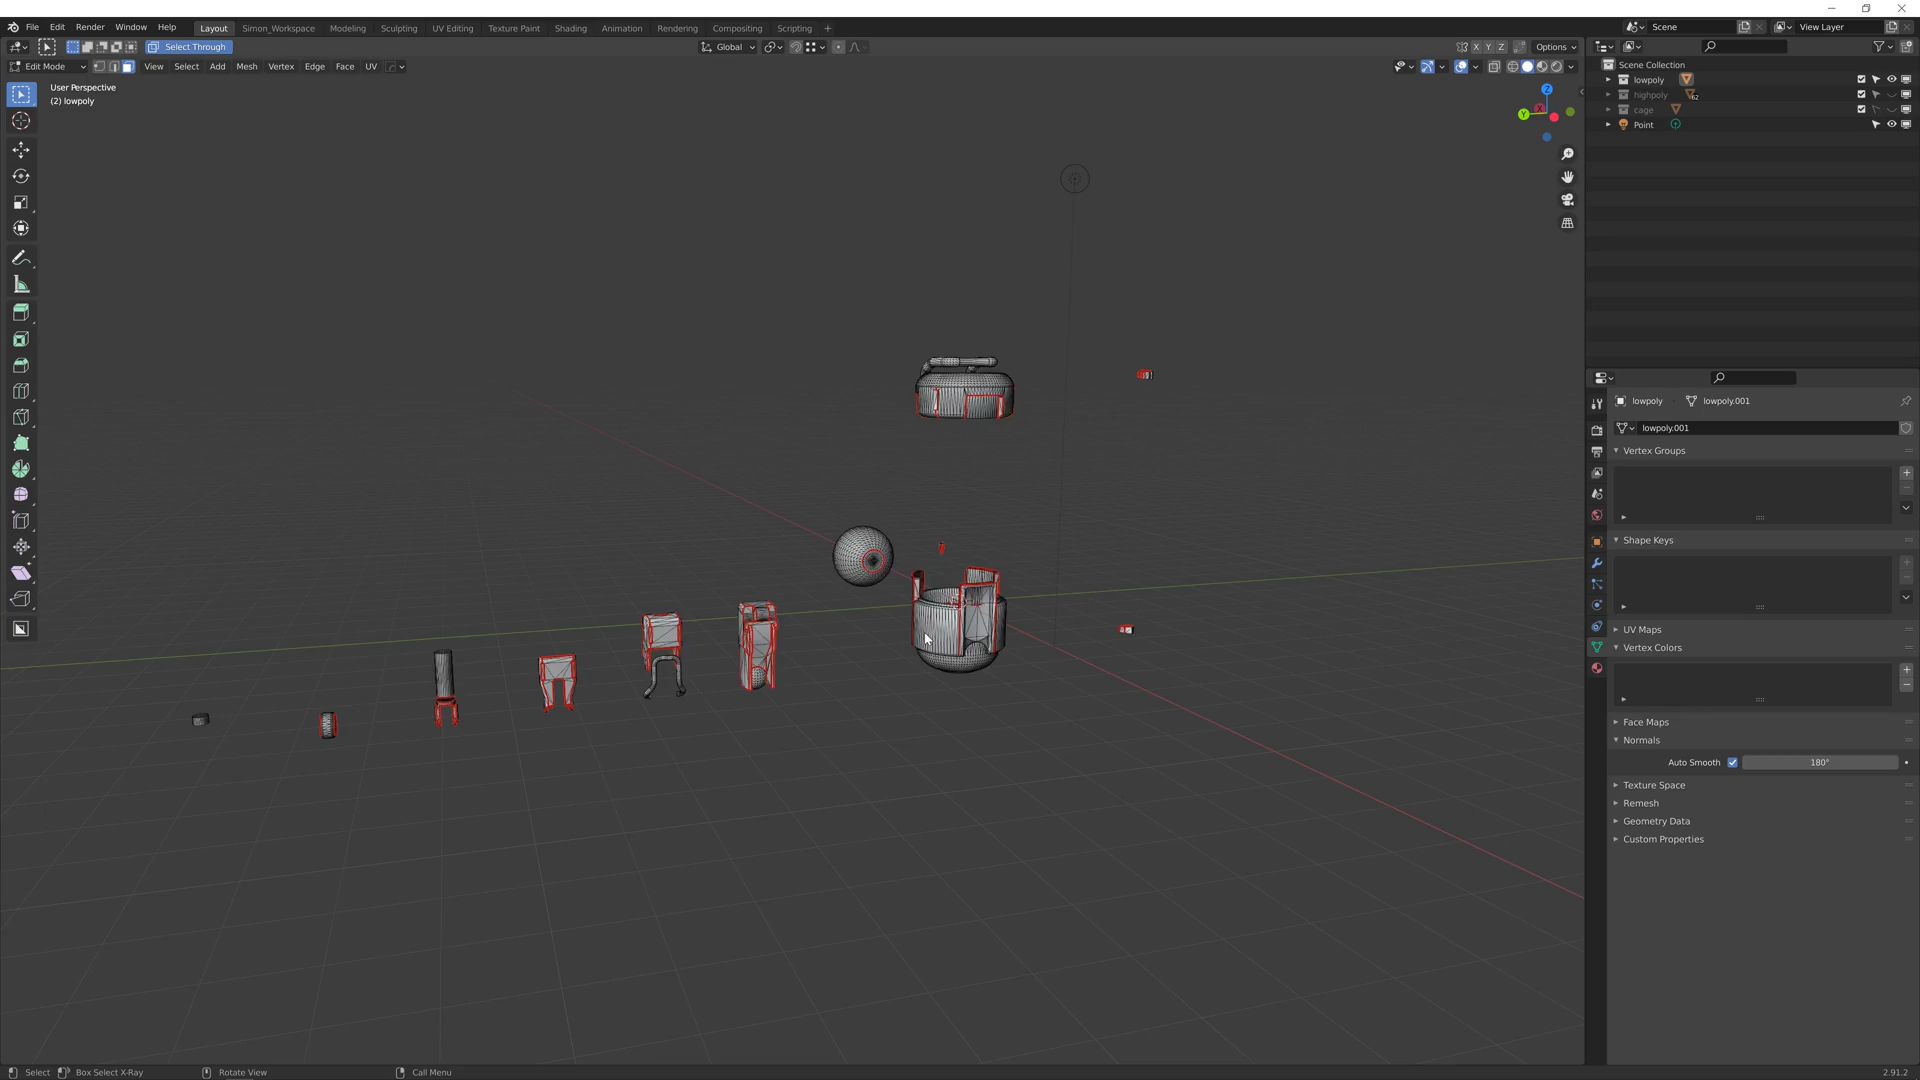 File Edit Render Window Help Layout Simon_Workspace Modeling Sculpting UV Editing Texture Paint Shading Animation Rendering Compositing Scripting + Scene View Layer
Select Through Global X Y Z Options
Edit Mode View Select Add Mesh Vertex Edge Face UV
User Perspective
(2) lowpoly
Z
Y
X
Scene Collection
lowpoly
highpoly 62
cage
Point
lowpoly lowpoly.001
lowpoly.001
Vertex Groups
Shape Keys
UV Maps
Vertex Colors
Face Maps
Normals
Auto Smooth 180°
Texture Space
Remesh
Geometry Data
Custom Properties
Select Box Select X-Ray Rotate View Call Menu 2.91.2